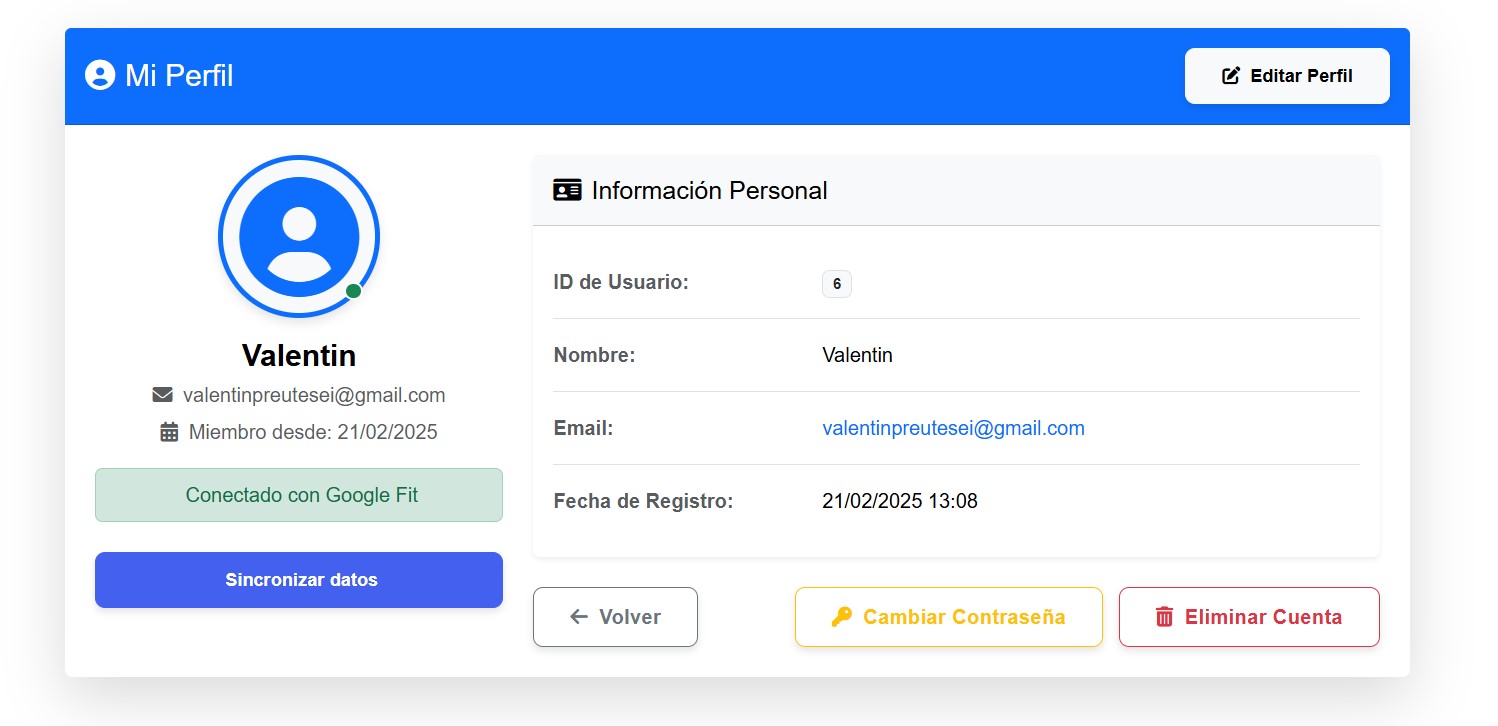 Mi Perfil
Editar Perfil
Valentin
valentinpreutesei@gmail.com
Miembro desde: 21/02/2025
Conectado con Google Fit
Sincronizar datos
Información Personal
ID de Usuario: 6
Nombre: Valentin
Email: valentinpreutesei@gmail.com
Fecha de Registro: 21/02/2025 13:08
Volver
Cambiar Contraseña
Eliminar Cuenta